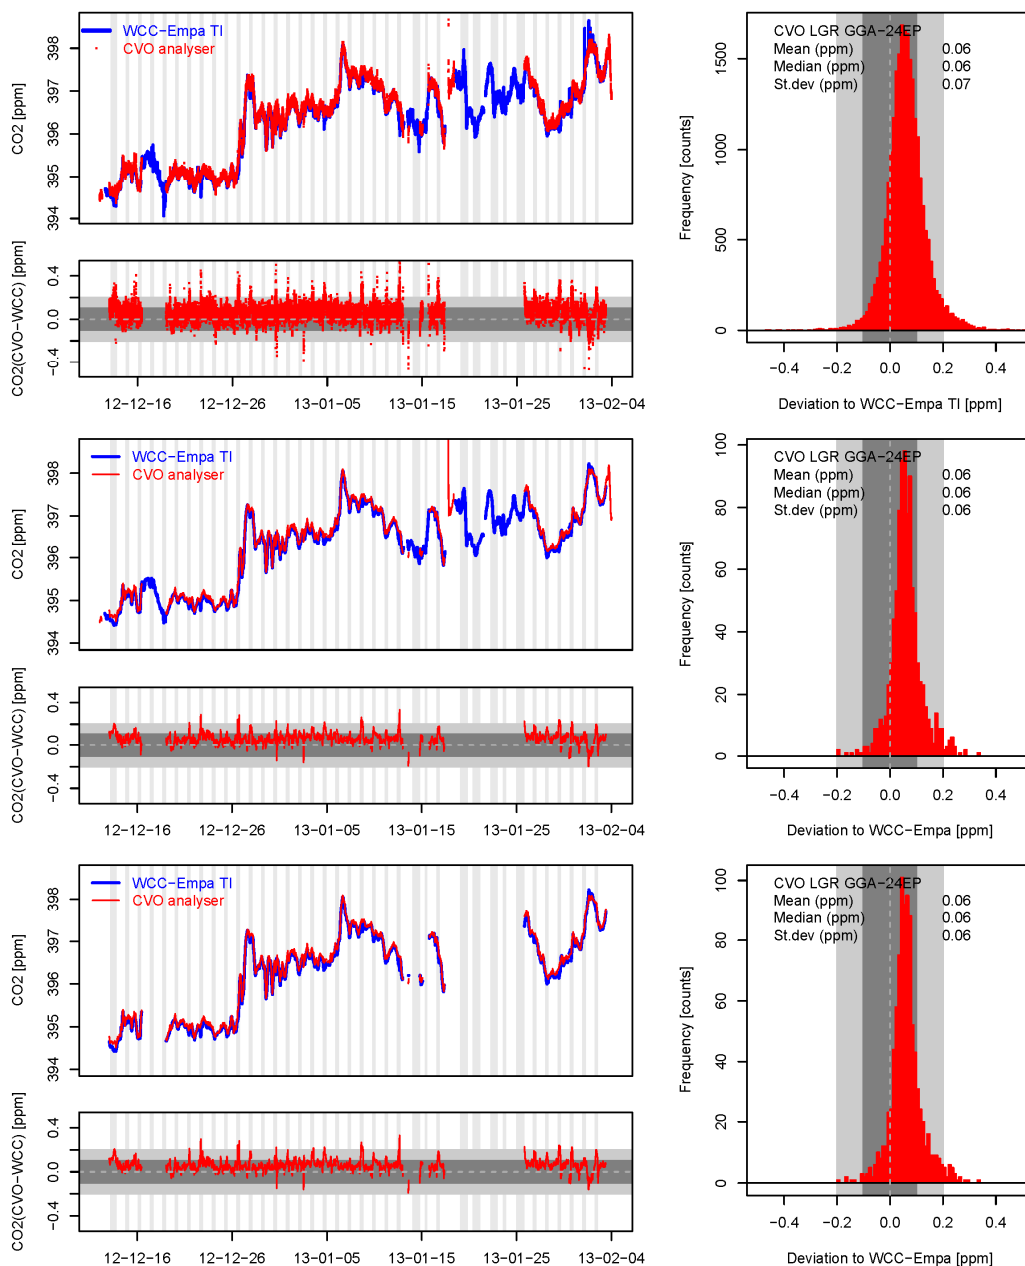 WCC−Empa TI
CVO analyser
CO2 [ppm]
394 395 396 397 398
CO2(CVO−WCC) [ppm]
−0.4 0.0 0.4
12−12−16 12−12−26 13−01−05 13−01−15 13−01−25 13−02−04
CVO LGR GGA−24EP
Mean (ppm) 0.06
Median (ppm) 0.06
St.dev (ppm) 0.07
Frequency [counts]
0 500 1000 1500
−0.4 −0.2 0.0 0.2 0.4
Deviation to WCC−Empa TI [ppm]
WCC−Empa TI
CVO analyser
CO2 [ppm]
394 395 396 397 398
CO2(CVO−WCC) [ppm]
−0.4 0.0 0.4
12−12−16 12−12−26 13−01−05 13−01−15 13−01−25 13−02−04
CVO LGR GGA−24EP
Mean (ppm) 0.06
Median (ppm) 0.06
St.dev (ppm) 0.06
Frequency [counts]
0 20 40 60 80 100
−0.4 −0.2 0.0 0.2 0.4
Deviation to WCC−Empa [ppm]
WCC−Empa TI
CVO analyser
CO2 [ppm]
394 395 396 397 398
CO2(CVO−WCC) [ppm]
−0.4 0.0 0.4
12−12−16 12−12−26 13−01−05 13−01−15 13−01−25 13−02−04
CVO LGR GGA−24EP
Mean (ppm) 0.06
Median (ppm) 0.06
St.dev (ppm) 0.06
Frequency [counts]
0 20 40 60 80 100
−0.4 −0.2 0.0 0.2 0.4
Deviation to WCC−Empa [ppm]